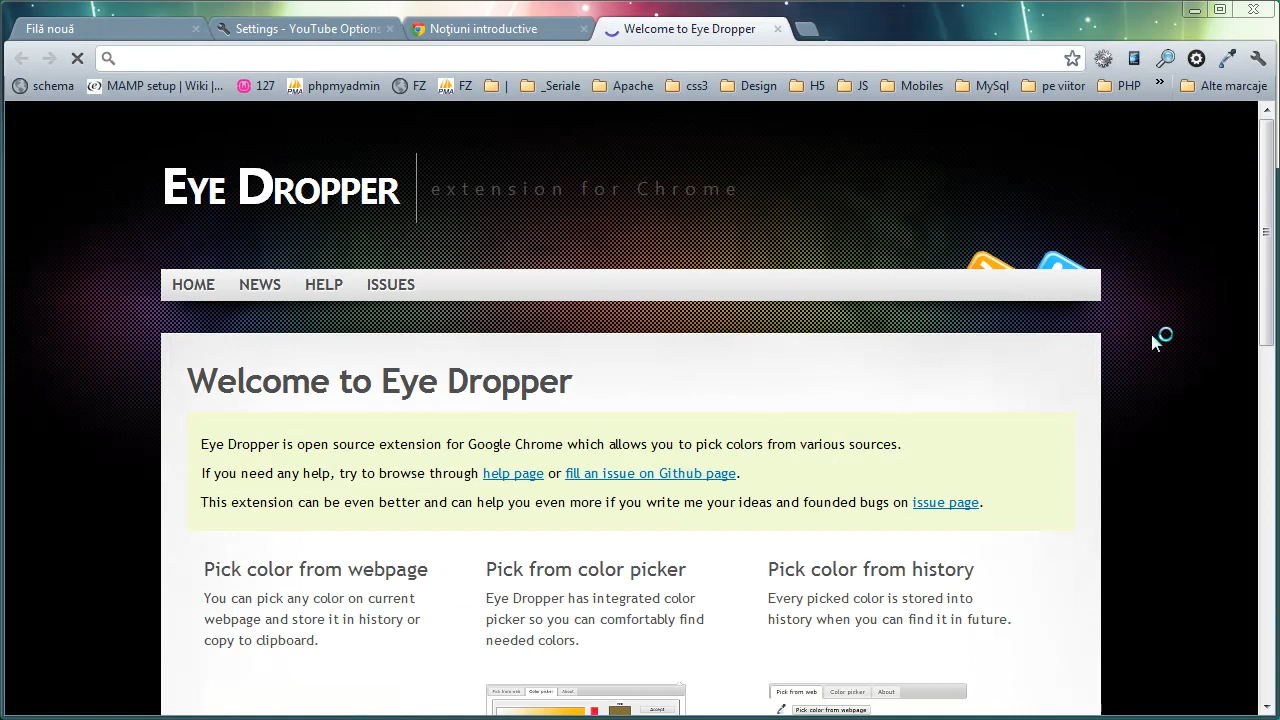 Filă nouă
Settings - YouTube Options
Noţiuni introductive
Welcome to Eye Dropper
schema
MAMP setup | Wiki |...
127
phpmyadmin
FZ
FZ
|
_Seriale
Apache
css3
Design
H5
JS
Mobiles
MySql
pe viitor
PHP
»
Alte marcaje
EYE DROPPER
extension for Chrome
HOME NEWS HELP ISSUES
Welcome to Eye Dropper
Eye Dropper is open source extension for Google Chrome which allows you to pick colors from various sources.
If you need any help, try to browse through help page or fill an issue on Github page.
This extension can be even better and can help you even more if you write me your ideas and founded bugs on issue page.
Pick color from webpage
You can pick any color on current
webpage and store it in history or
copy to clipboard.
Pick from color picker
Eye Dropper has integrated color
picker so you can comfortably find
needed colors.
Pick color from history
Every picked color is stored into
history when you can find it in future.
Pick from web Color picker About
Accept
Pick from web Color picker About
Pick color from webpage